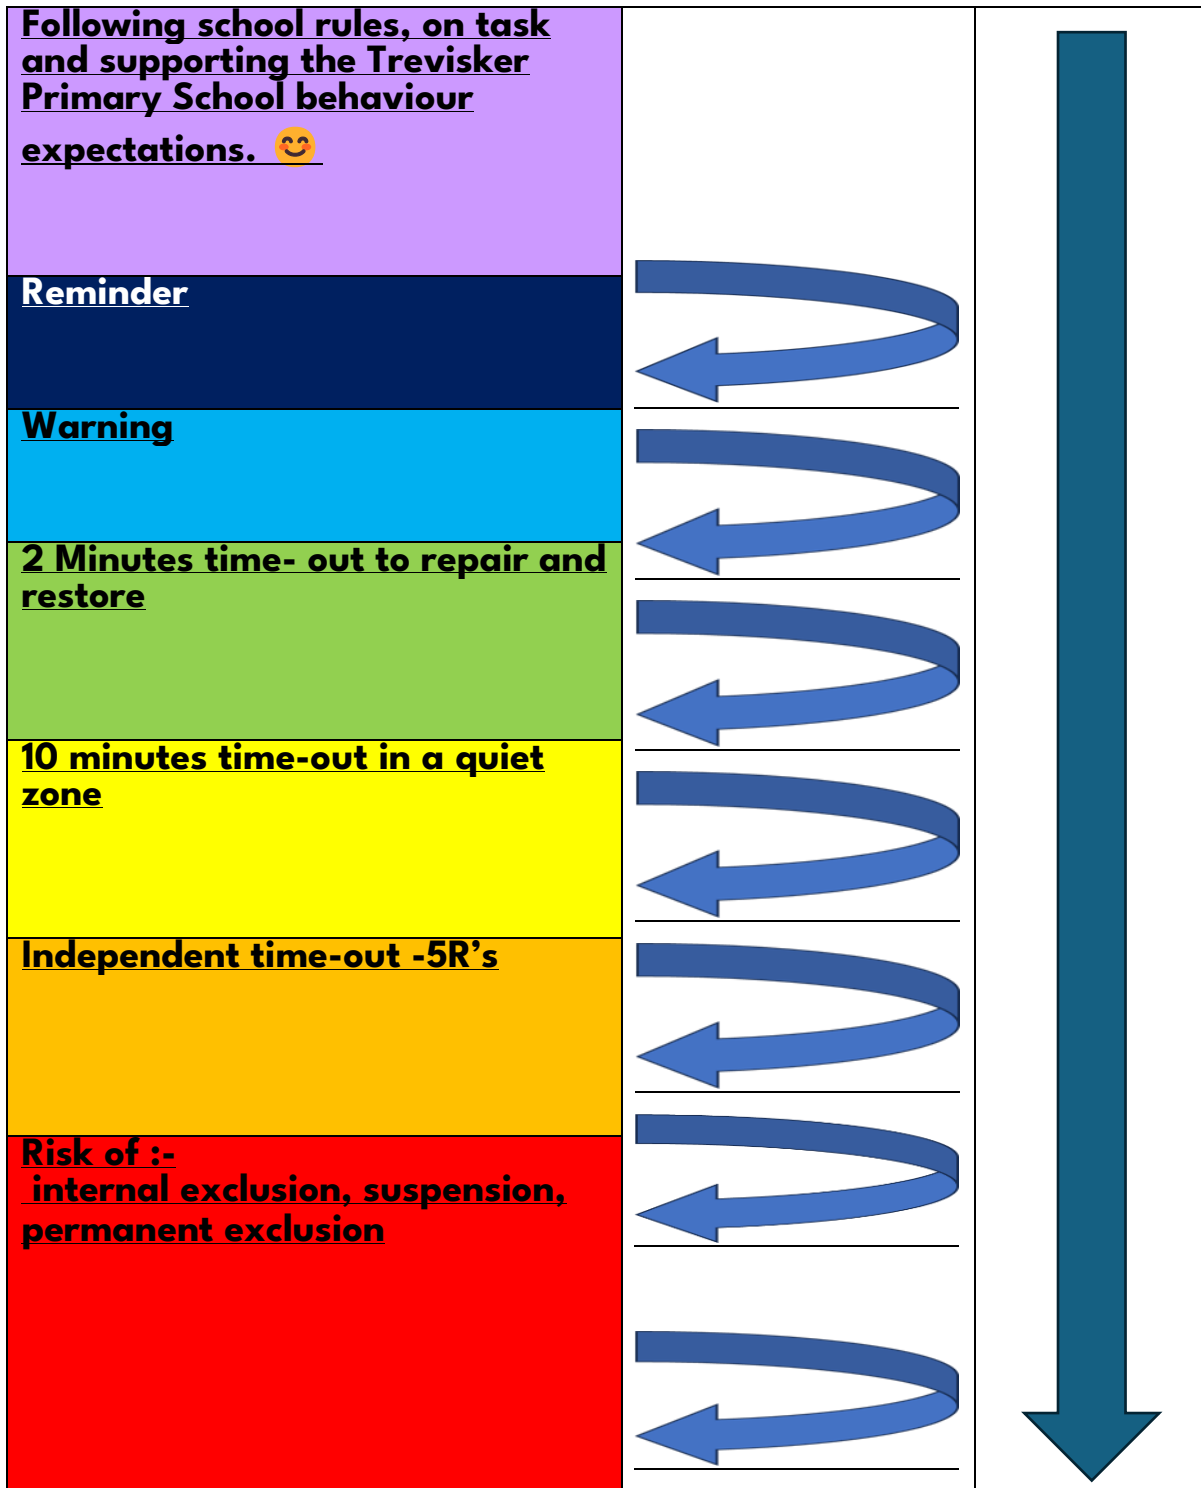 Following school rules, on task
and supporting the Trevisker
Primary School behaviour
expectations. 😊
Reminder
Warning
2 Minutes time- out to repair and
restore
10 minutes time-out in a quiet
zone
Independent time-out -5R’s
Risk of :-
internal exclusion, suspension,
permanent exclusion